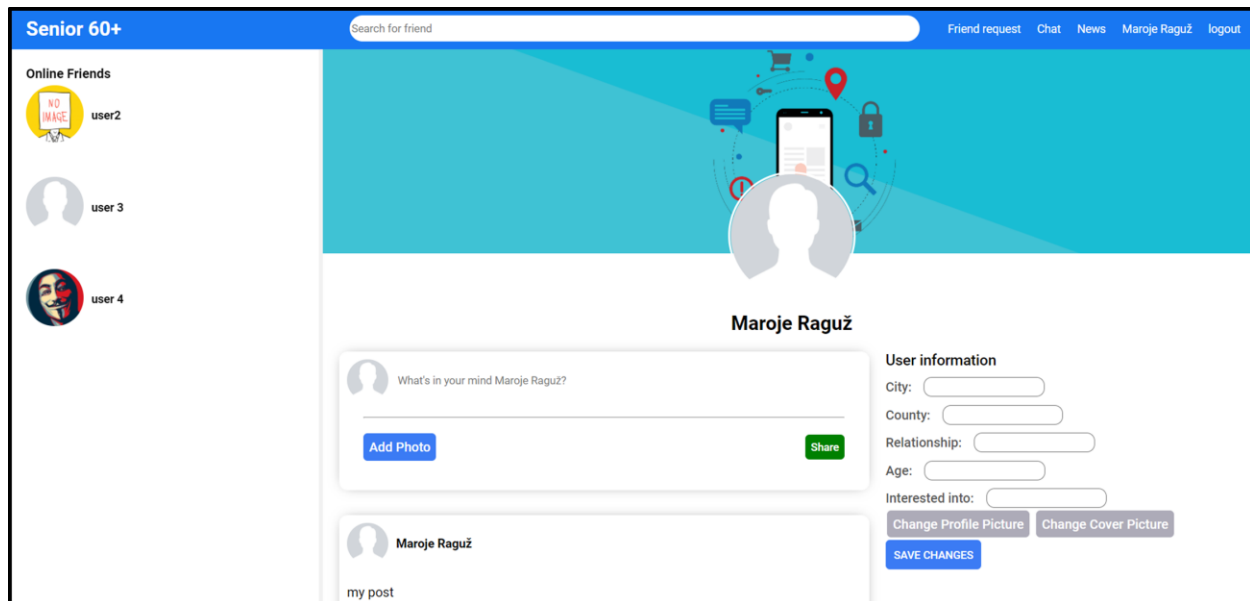 Senior 60+
Search for friend
Friend request Chat News Maroje Raguž logout
Online Friends
NO
IMAGE
user2
user 3
user 4
Maroje Raguž
What's in your mind Maroje Raguž?
Add Photo Share
Maroje Raguž
my post
User information
City:
County:
Relationship:
Age:
Interested into:
Change Profile Picture Change Cover Picture
SAVE CHANGES